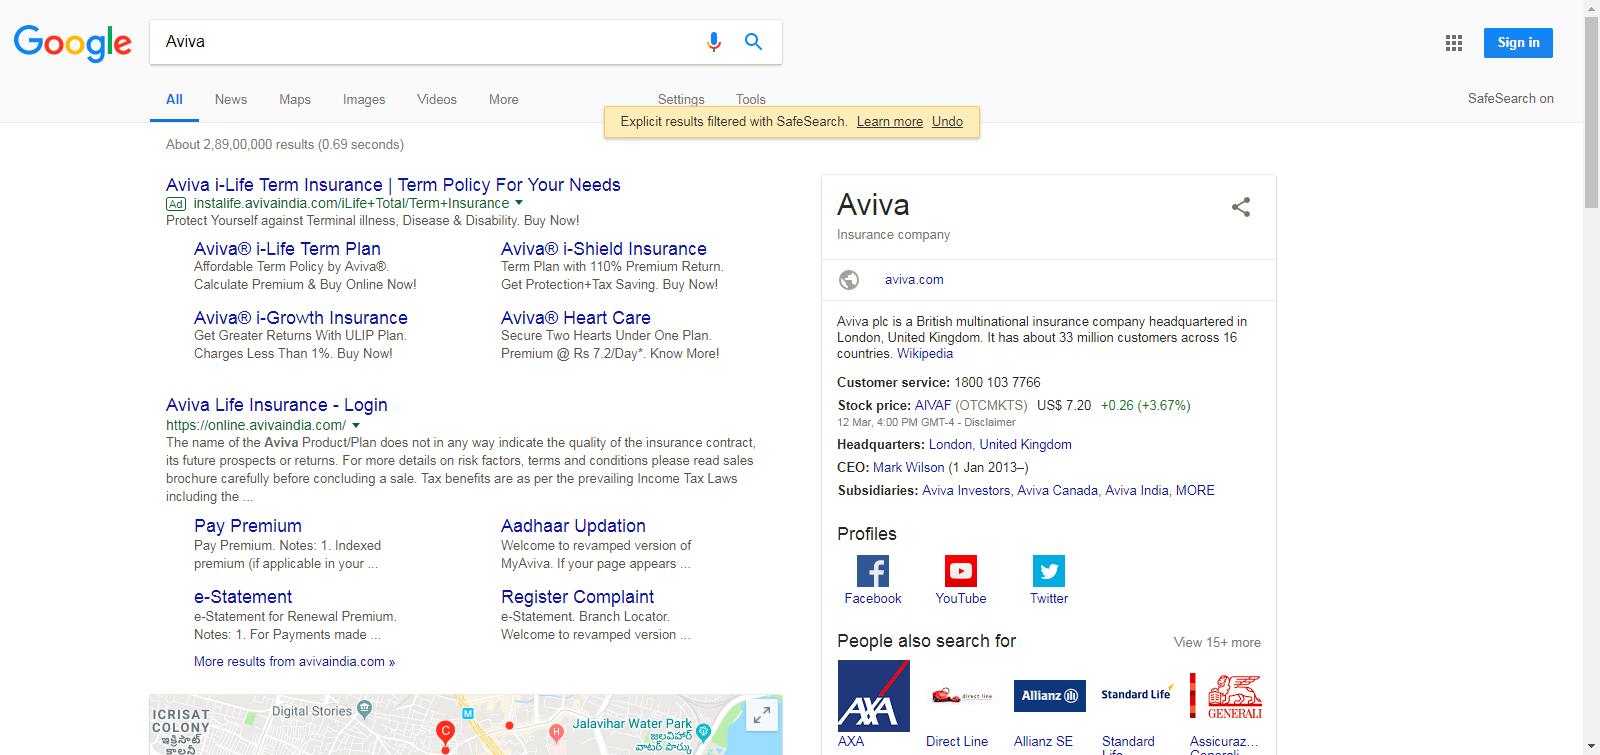 Google
Aviva
Sign in
All News Maps Images Videos More Settings Tools
SafeSearch on
Explicit results filtered with SafeSearch. Learn more Undo
About 2,89,00,000 results (0.69 seconds)
Aviva i-Life Term Insurance | Term Policy For Your Needs
Ad instalife.avivaindia.com/iLife+Total/Term+Insurance
Protect Yourself against Terminal illness, Disease & Disability. Buy Now!
Aviva® i-Life Term Plan
Affordable Term Policy by Aviva®.
Calculate Premium & Buy Online Now!
Aviva® i-Shield Insurance
Term Plan with 110% Premium Return.
Get Protection+Tax Saving. Buy Now!
Aviva® i-Growth Insurance
Get Greater Returns With ULIP Plan.
Charges Less Than 1%. Buy Now!
Aviva® Heart Care
Secure Two Hearts Under One Plan.
Premium @ Rs 7.2/Day*. Know More!
Aviva Life Insurance - Login
https://online.avivaindia.com/
The name of the Aviva Product/Plan does not in any way indicate the quality of the insurance contract,
its future prospects or returns. For more details on risk factors, terms and conditions please read sales
brochure carefully before concluding a sale. Tax benefits are as per the prevailing Income Tax Laws
including the ...
Pay Premium
Pay Premium. Notes: 1. Indexed
premium (if applicable in your ...
Aadhaar Updation
Welcome to revamped version of
MyAviva. If your page appears ...
e-Statement
e-Statement for Renewal Premium.
Notes: 1. For Payments made ...
Register Complaint
e-Statement. Branch Locator.
Welcome to revamped version ...
More results from avivaindia.com »
ICRISAT
COLONY
ఇక్రిసాట్
కాలనీ
Digital Stories
M
C
H
Jalavihar Water Park
జలవిహార్
వాటర్ పార్కు
Aviva
Insurance company
aviva.com
Aviva plc is a British multinational insurance company headquartered in
London, United Kingdom. It has about 33 million customers across 16
countries. Wikipedia
Customer service: 1800 103 7766
Stock price: AIVAF (OTCMKTS) US$ 7.20 +0.26 (+3.67%)
12 Mar, 4:00 PM GMT-4 - Disclaimer
Headquarters: London, United Kingdom
CEO: Mark Wilson (1 Jan 2013–)
Subsidiaries: Aviva Investors, Aviva Canada, Aviva India, MORE
Profiles
Facebook YouTube Twitter
People also search for
View 15+ more
AXA direct line Allianz Standard Life GENERALI
AXA Direct Line Allianz SE Standard Assicuraz...
Life Generali